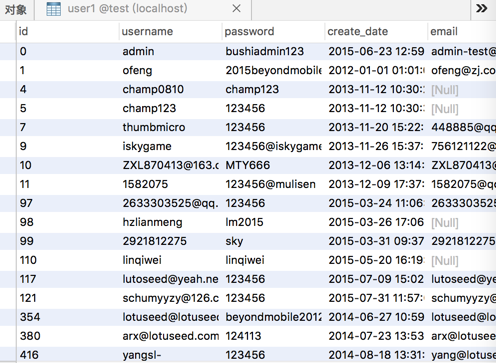 对象 user1 @test (localhost)
id username password create_date email
0 admin bushiadmin123 2015-06-23 12:59 admin-test@
1 ofeng 2015beyondmobile 2012-01-01 01:01: ofeng@zj.co
4 champ0810 champ123 2013-11-12 10:30: [Null]
5 champ123 123456 2013-11-12 10:30: [Null]
7 thumbmicro 123456 2013-11-20 15:22: 448885@qq.
9 iskygame 123456@iskygame 2013-11-26 15:37: 756121122@
10 ZXL870413@163.c MTY666 2013-12-06 13:14: ZXL870413@
11 1582075 123456@mulisen 2013-12-09 17:37: 1582075@qq
97 2633303525@qq. 123456 2015-03-24 11:06: 2633303525
98 hzlianmeng lm2015 2015-03-26 17:06 [Null]
99 2921812275 sky 2015-03-31 09:37 2921812275
110 linqiwei linqiwei 2015-05-20 16:19 [Null]
117 lutoseed@yeah.ne 123456 2015-07-09 15:02 lutoseed@ye
121 schumyyzy@126.c 123456 2015-07-31 11:57: schumyyzy@
354 lotuseed@lotuseed beyondmobile2012 2014-06-27 10:59 lotuseed@lo
380 arx@lotuseed.com 124113 2014-07-23 13:53 arx@lotusee
416 yangsl- 123456 2014-08-18 13:31 yang@lotus